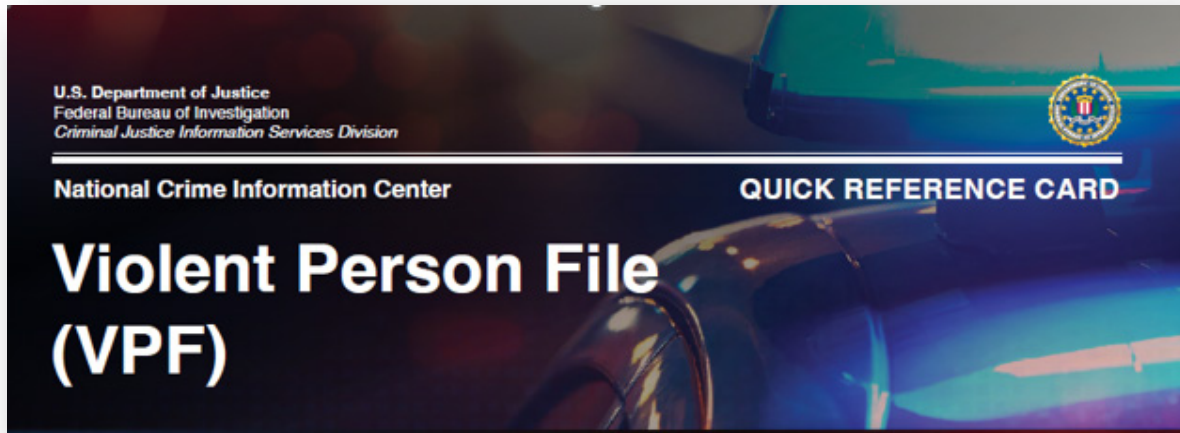 U.S. Department of Justice
Federal Bureau of Investigation
Criminal Justice Information Services Division
National Crime Information Center
QUICK REFERENCE CARD
Violent Person File
(VPF)